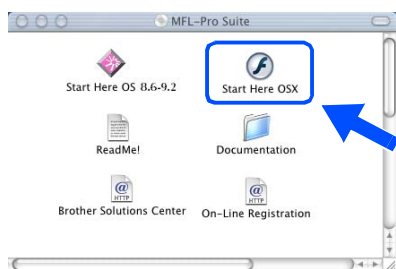 MFL-Pro Suite
Start Here OS 8.6-9.2
Start Here OSX
ReadMe!
Documentation
@
HTTP
@
HTTP
Brother Solutions Center
On-Line Registration